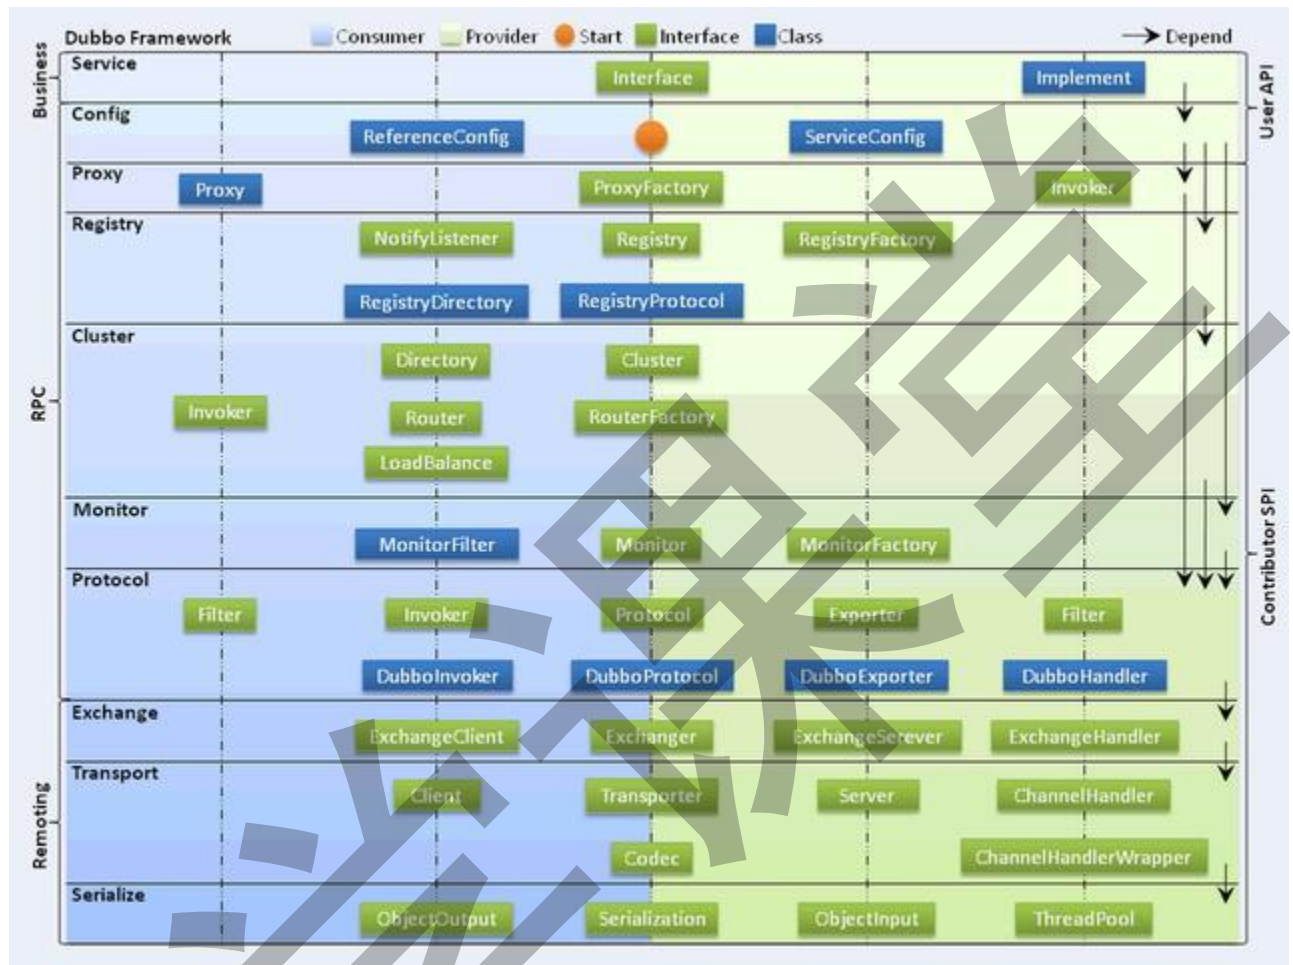 Dubbo Framework
Consumer Provider Start Interface Class
Depend
Business
User API
Service
Interface Implement
Config
ReferenceConfig ServiceConfig
RPC
Contributor SPI
Proxy
Proxy ProxyFactory Invoker
Registry
NotifyListener Registry RegistryFactory
RegistryDirectory RegistryProtocol
Cluster
Directory Cluster
Invoker Router RouterFactory
LoadBalance
Monitor
MonitorFilter Monitor MonitorFactory
Protocol
Filter Invoker Protocol Exporter Filter
DubboInvoker DubboProtocol DubboExporter DubboHandler
Remoting
Exchange
ExchangeClient Exchanger ExchangeSerever ExchangeHandler
Transport
Client Transporter Server ChannelHandler
Codec ChannelHandlerWrapper
Serialize
ObjectOutput Serialization ObjectInput ThreadPool
课堂